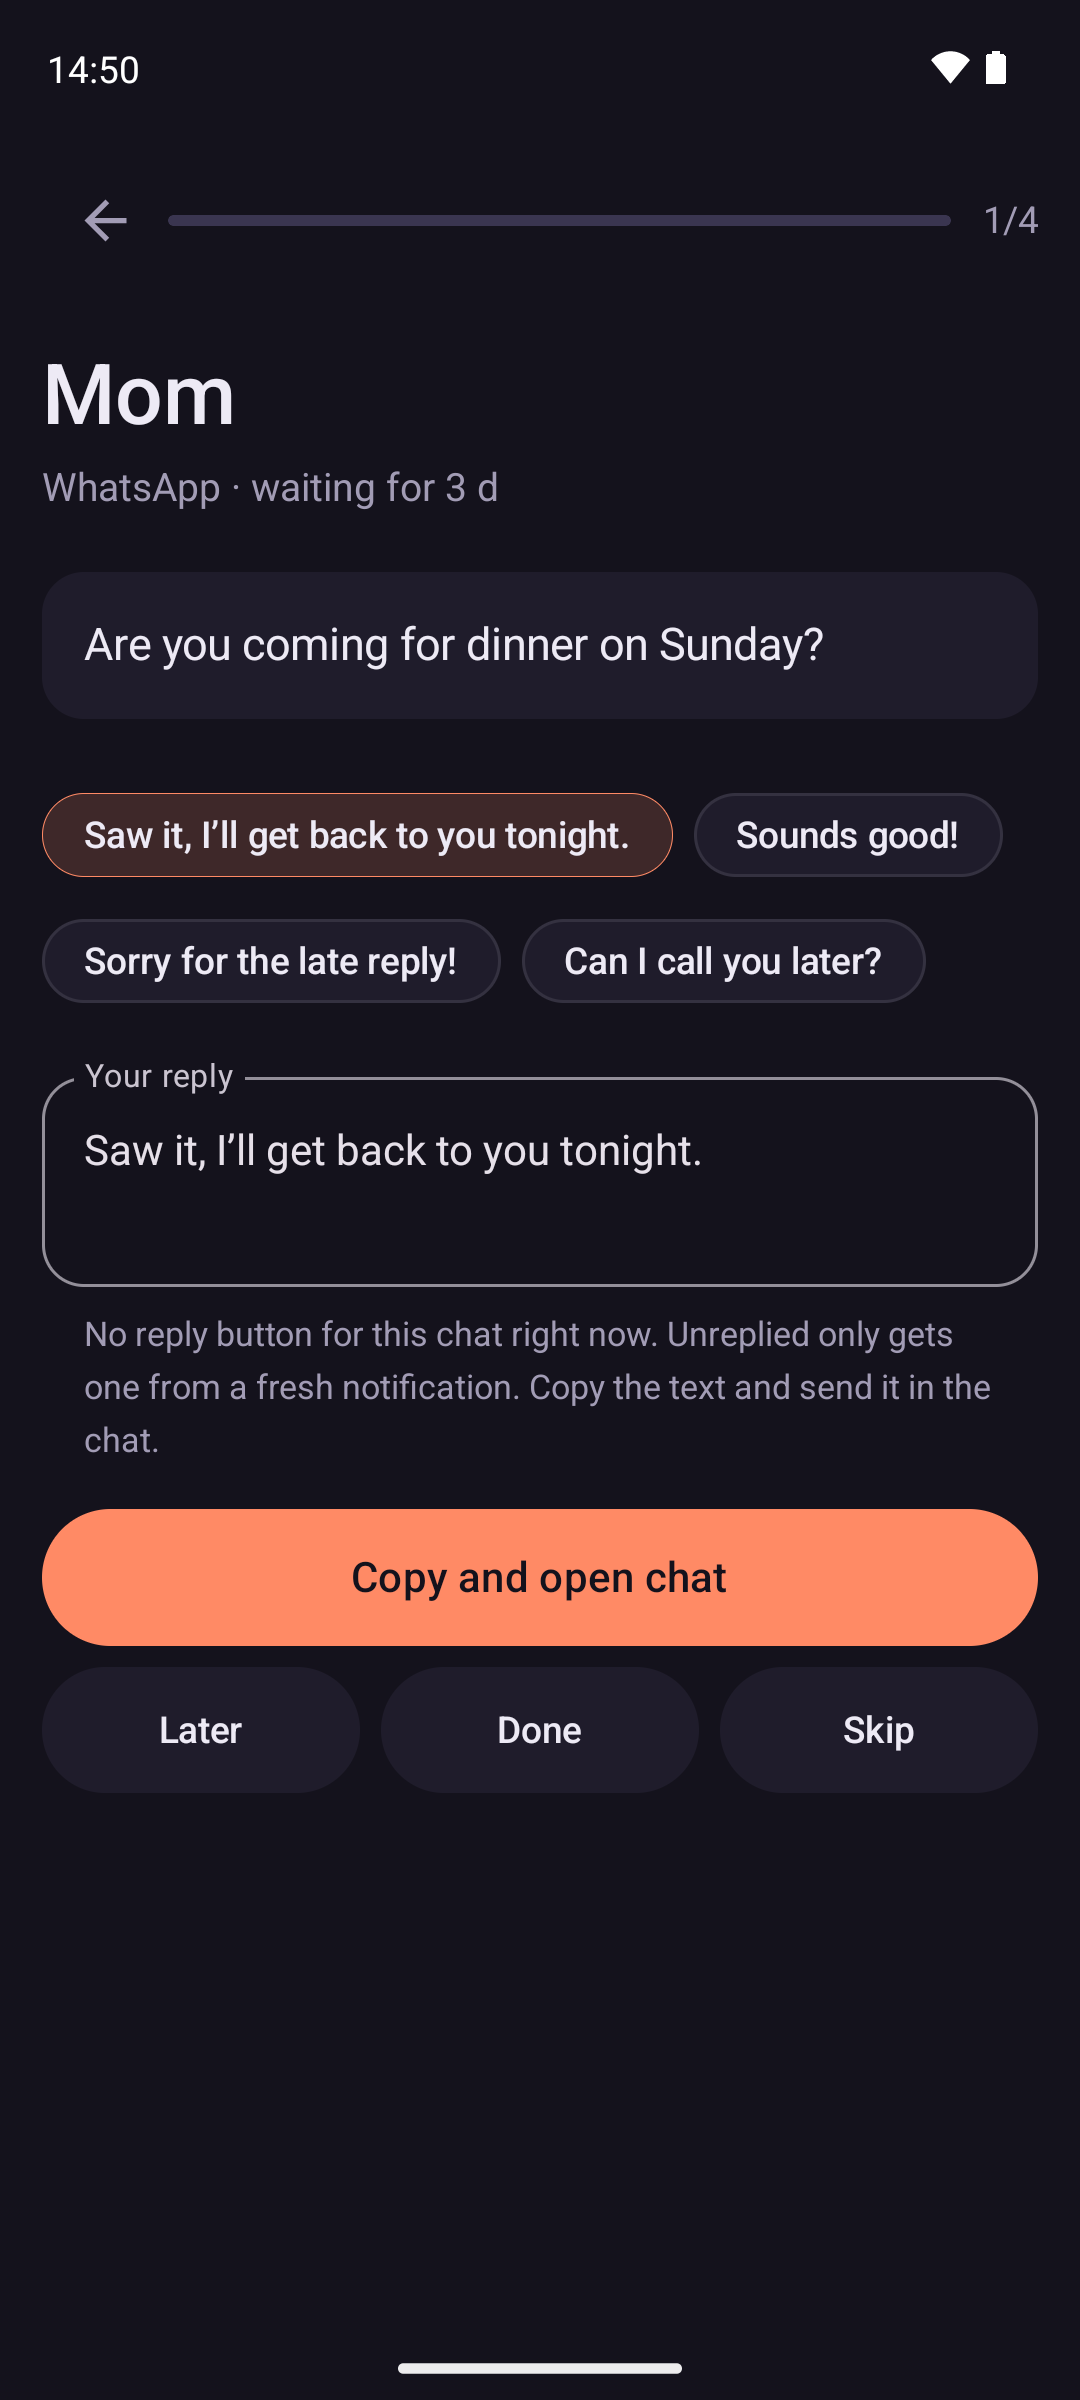 14:50
1/4
Mom
WhatsApp · waiting for 3 d
Are you coming for dinner on Sunday?
Saw it, I’ll get back to you tonight.
Sounds good!
Sorry for the late reply!
Can I call you later?
Your reply
Saw it, I’ll get back to you tonight.
No reply button for this chat right now. Unreplied only gets
one from a fresh notification. Copy the text and send it in the
chat.
Copy and open chat
Later
Done
Skip